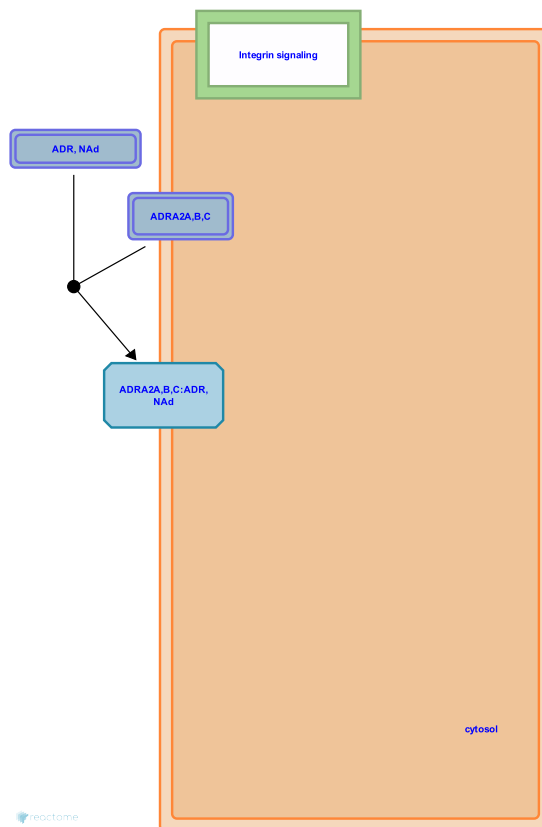 Integrin signaling
ADR, NAd
ADRA2A,B,C
ADRA2A,B,C:ADR,
NAd
cytosol
reactome